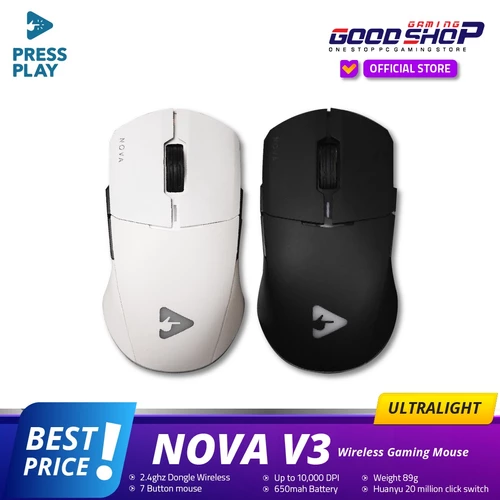 PRESS
PLAY
GAMING
GOODSHOP
ONE STOP PC GAMING STORE
OFFICIAL STORE
NOVA
NOVA
ULTRALIGHT
BEST
PRICE!
NOVA V3 Wireless Gaming Mouse
• 2.4ghz Dongle Wireless
• 7 Button mouse
• Up to 10,000 DPI
• 650mah Battery
• Weight 89g
• Huanyu 20 million click switch